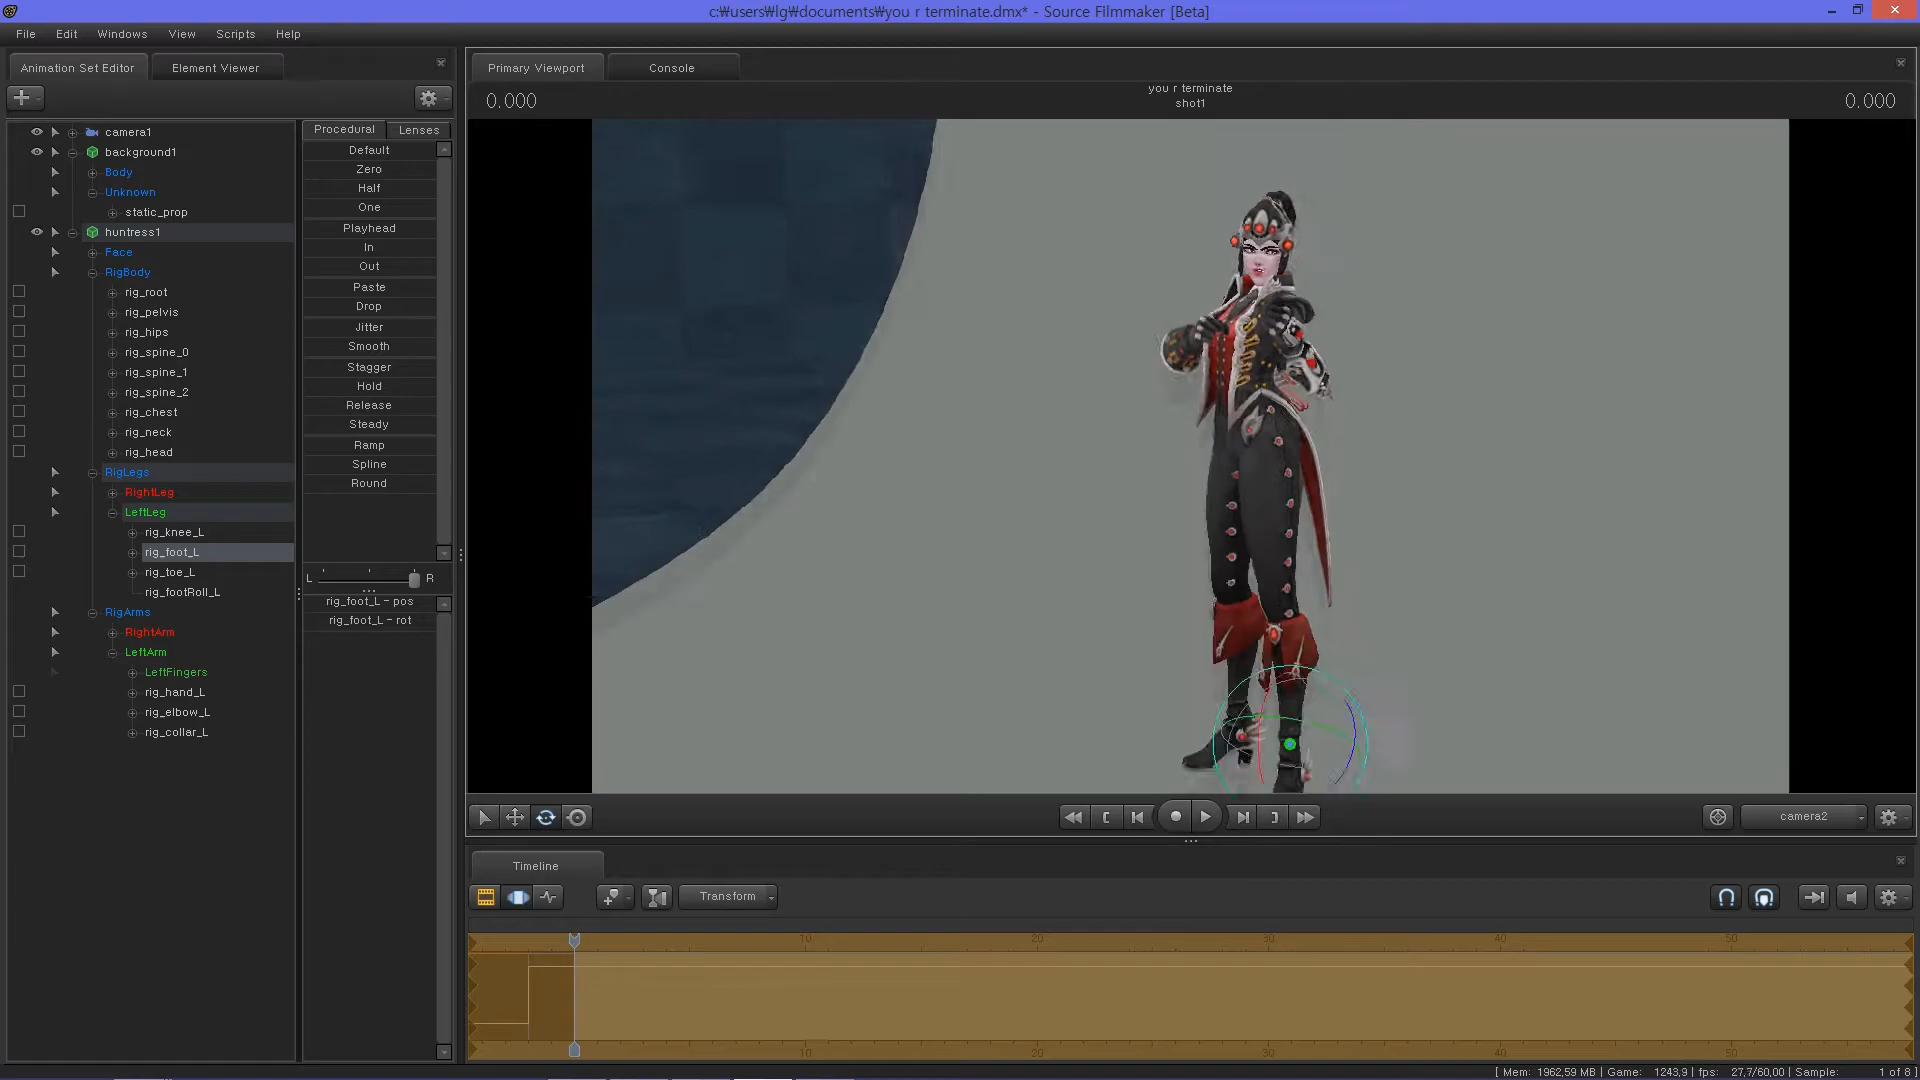 c:₩users₩lg₩documents₩you r terminate.dmx* - Source Filmmaker [Beta]
File Edit Windows View Scripts Help
Animation Set Editor
Element Viewer
camera1
background1
Body
Unknown
static_prop
huntress1
Face
RigBody
rig_root
rig_pelvis
rig_hips
rig_spine_0
rig_spine_1
rig_spine_2
rig_chest
rig_neck
rig_head
RigLegs
RightLeg
LeftLeg
rig_knee_L
rig_foot_L
rig_toe_L
rig_footRoll_L
RigArms
RightArm
LeftArm
LeftFingers
rig_hand_L
rig_elbow_L
rig_collar_L
Procedural
Lenses
Default
Zero
Half
One
Playhead
In
Out
Paste
Drop
Jitter
Smooth
Stagger
Hold
Release
Steady
Ramp
Spline
Round
L R
rig_foot_L - pos
rig_foot_L - rot
Primary Viewport
Console
0.000
you r terminate
shot1
0.000
camera2
Timeline
Transform
10 20 30 40 50
10 20 30 40 50
[ Mem: 1962,59 MB | Game: 1243,9 | fps: 27,7/60,00 | Sample: 1 of 8 ]